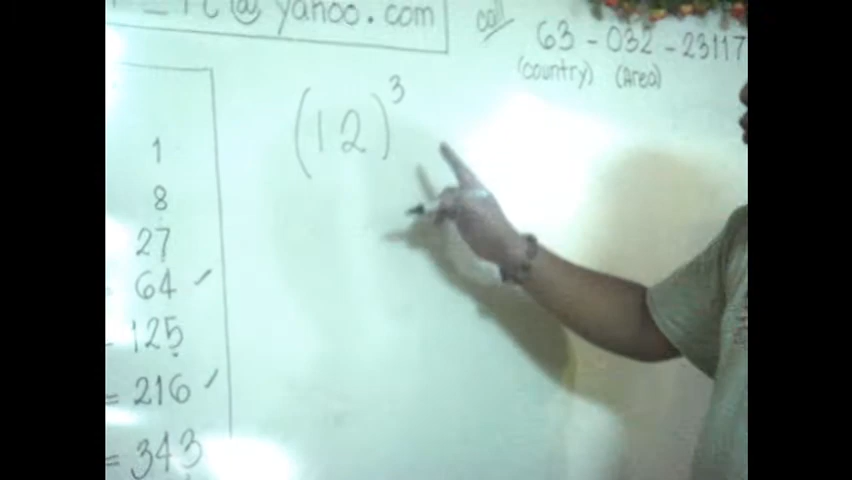 @yahoo.com
call
63-032-23117
(country) (Area)
(12)³
1
8
27
64 ✓
125
= 216 ✓
= 343